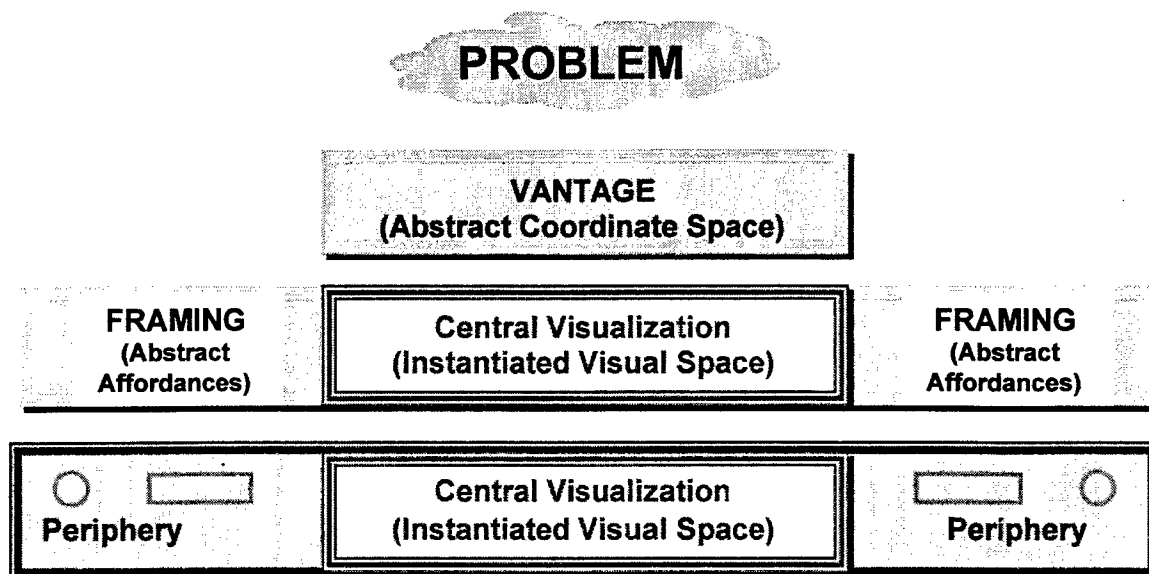 PROBLEM
VANTAGE
(Abstract Coordinate Space)
FRAMING
(Abstract
Affordances)
Central Visualization
(Instantiated Visual Space)
FRAMING
(Abstract
Affordances)
Periphery
Central Visualization
(Instantiated Visual Space)
Periphery